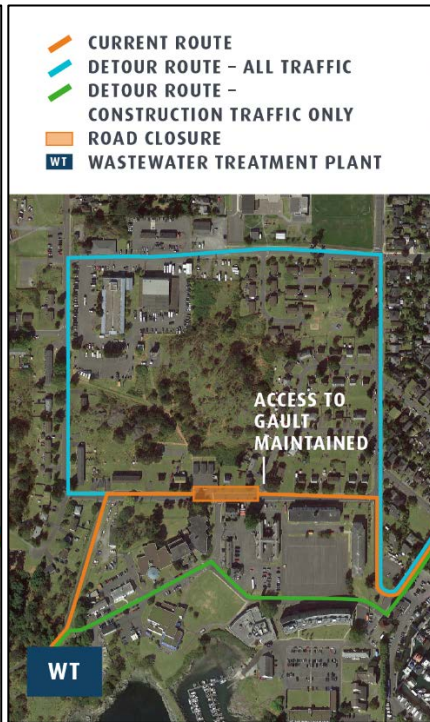 CURRENT ROUTE
DETOUR ROUTE – ALL TRAFFIC
DETOUR ROUTE –
CONSTRUCTION TRAFFIC ONLY
ROAD CLOSURE
WT WASTEWATER TREATMENT PLANT
ACCESS TO
GAULT
MAINTAINED
WT